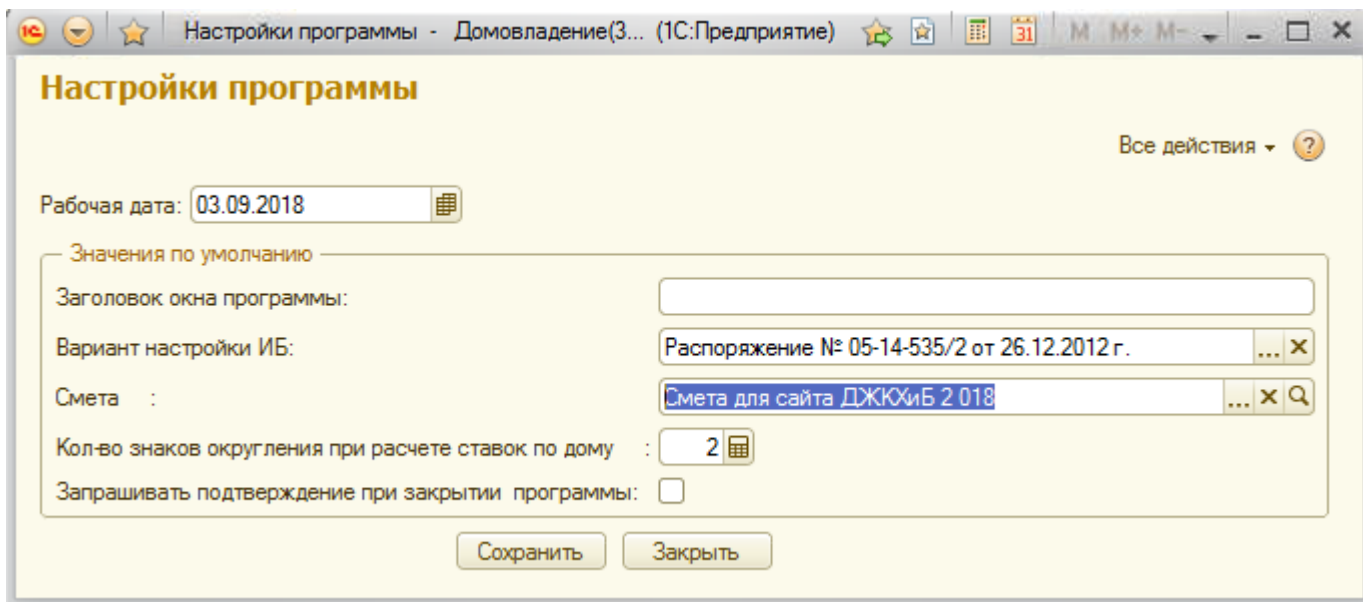 1С Настройки программы - Домовладение(3... (1С:Предприятие) 31 M M+ M-
Настройки программы
Все действия ?
Рабочая дата: 03.09.2018
Значения по умолчанию
Заголовок окна программы:
Вариант настройки ИБ: Распоряжение № 05-14-535/2 от 26.12.2012 г. ...
Смета : Смета для сайта ДЖКХиБ 2 018 ...
Кол-во знаков округления при расчете ставок по дому : 2
Запрашивать подтверждение при закрытии программы:
Сохранить Закрыть